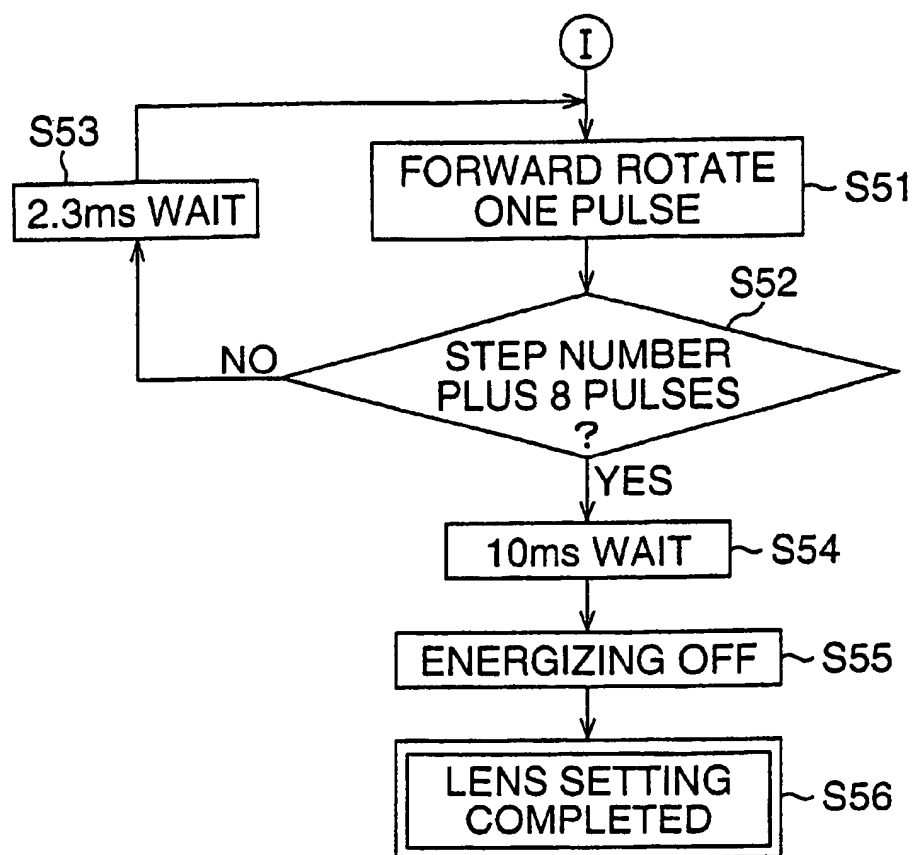 I
S53
2.3ms WAIT
FORWARD ROTATE
ONE PULSE
S51
S52
STEP NUMBER
PLUS 8 PULSES
?
NO
YES
10ms WAIT
S54
ENERGIZING OFF
S55
LENS SETTING
COMPLETED
S56